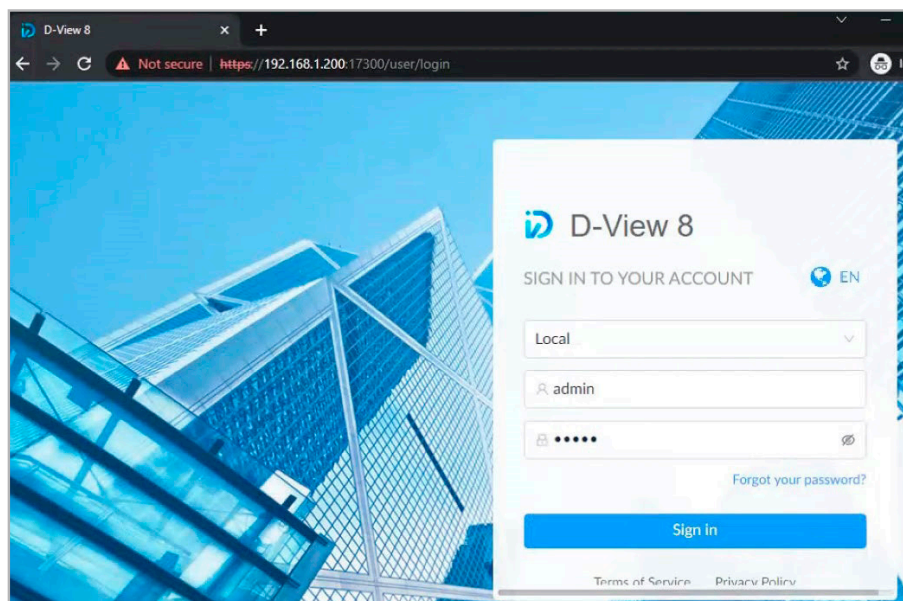 D-View 8
Not secure | https://192.168.1.200:17300/user/login
D-View 8
SIGN IN TO YOUR ACCOUNT EN
Local
admin
•••••
Forgot your password?
Sign in
Terms of Service Privacy Policy